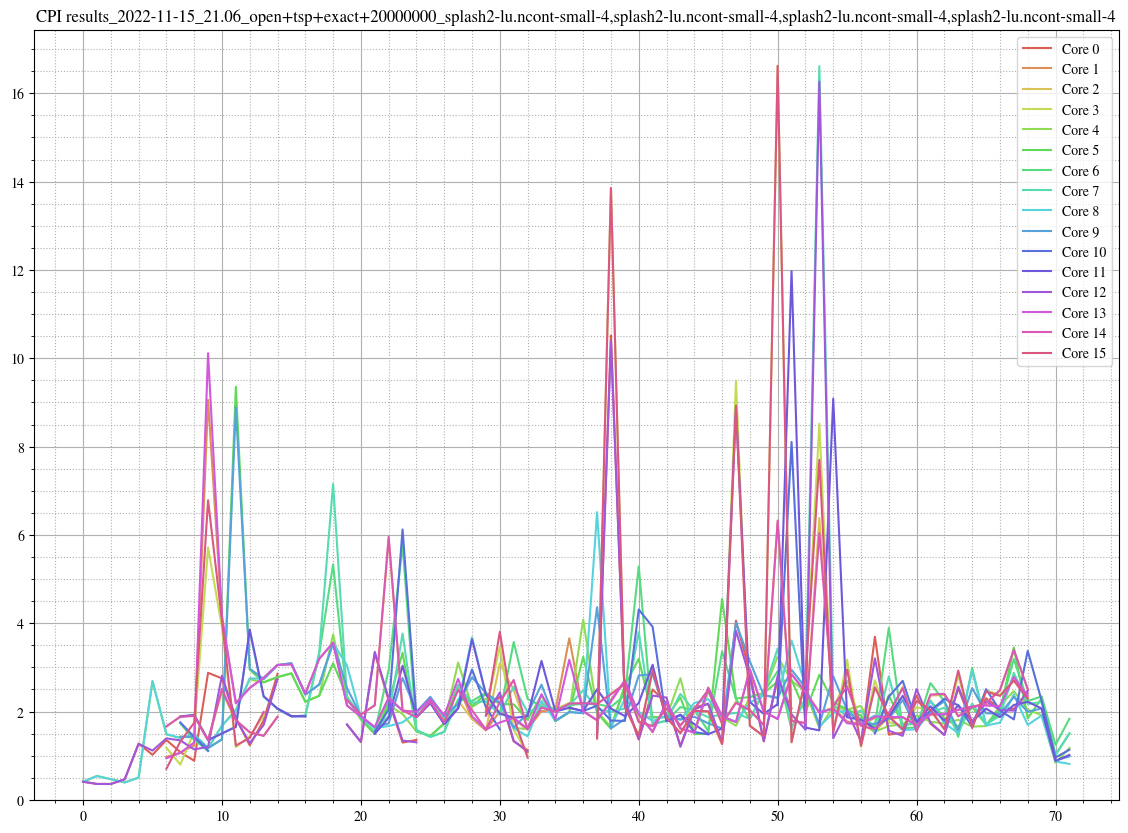 CPI results_2022-11-15_21.06_open+tsp+exact+20000000_splash2-lu.ncont-small-4,splash2-lu.ncont-small-4,splash2-lu.ncont-small-4,splash2-lu.ncont-small-4
Core 0
Core 1
Core 2
Core 3
Core 4
Core 5
Core 6
Core 7
Core 8
Core 9
Core 10
Core 11
Core 12
Core 13
Core 14
Core 15
16
14
12
10
8
6
4
2
0
0 10 20 30 40 50 60 70